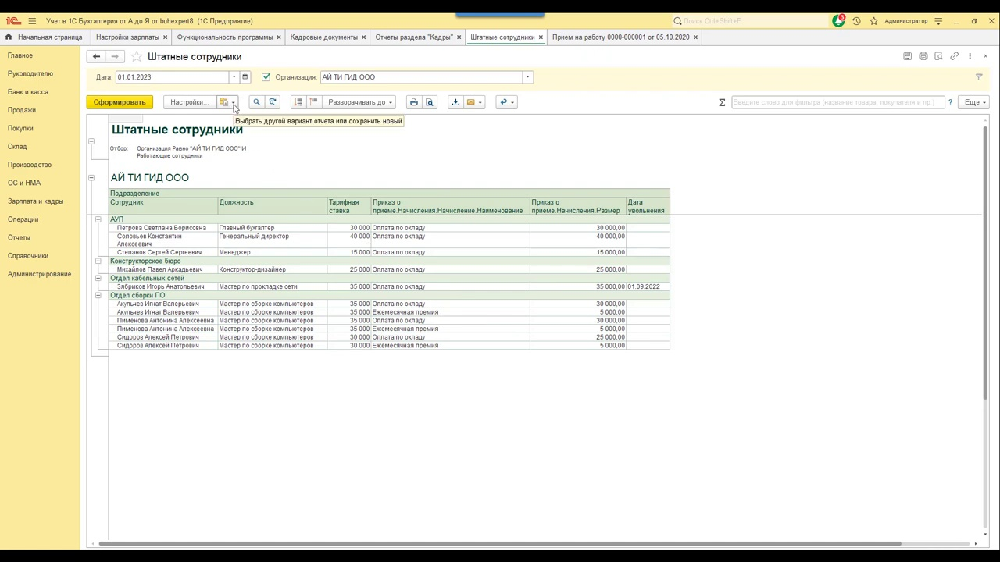 Учет в 1С Бухгалтерия от А до Я от buhexpert8 (1С:Предприятие)
Поиск Ctrl+Shift+F
3
Администратор
Начальная страница
Настройки зарплаты
Функциональность программы
Кадровые документы
Отчеты раздела "Кадры"
Штатные сотрудники
Прием на работу 0000-000001 от 05.10.2020
Главное
Руководителю
Банк и касса
Продажи
Покупки
Склад
Производство
ОС и НМА
Зарплата и кадры
Операции
Отчеты
Справочники
Администрирование
Штатные сотрудники
Дата: 01.01.2023 Организация: АЙ ТИ ГИД ООО
Сформировать Настройки... Разворачивать до Σ Введите слово для фильтра (название товара, покупателя и пр.) ? Еще
Выбрать другой вариант отчета или сохранить новый
Штатные сотрудники
Отбор: Организация Равно "АЙ ТИ ГИД ООО" И
Работающие сотрудники
АЙ ТИ ГИД ООО
Подразделение
Сотрудник Должность Тарифная ставка Приказ о приеме.Начисления.Начисление.Наименование Приказ о приеме.Начисления.Размер Дата увольнения
АУП
Петрова Светлана Борисовна Главный бухгалтер 30 000 Оплата по окладу 30 000,00
Соловьев Константин Алексеевич Генеральный директор 40 000 Оплата по окладу 40 000,00
Степанов Сергей Сергеевич Менеджер 15 000 Оплата по окладу 15 000,00
Конструкторское бюро
Михайлов Павел Аркадьевич Конструктор-дизайнер 25 000 Оплата по окладу 25 000,00
Отдел кабельных сетей
Зябриков Игорь Анатольевич Мастер по прокладке сети 35 000 Оплата по окладу 35 000,00 01.09.2022
Отдел сборки ПО
Акульчев Игнат Валерьевич Мастер по сборке компьютеров 35 000 Оплата по окладу 30 000,00
Акульчев Игнат Валерьевич Мастер по сборке компьютеров 35 000 Ежемесячная премия 5 000,00
Пименова Антонина Алексеевна Мастер по сборке компьютеров 35 000 Оплата по окладу 30 000,00
Пименова Антонина Алексеевна Мастер по сборке компьютеров 35 000 Ежемесячная премия 5 000,00
Сидоров Алексей Петрович Мастер по сборке компьютеров 30 000 Оплата по окладу 25 000,00
Сидоров Алексей Петрович Мастер по сборке компьютеров 30 000 Ежемесячная премия 5 000,00